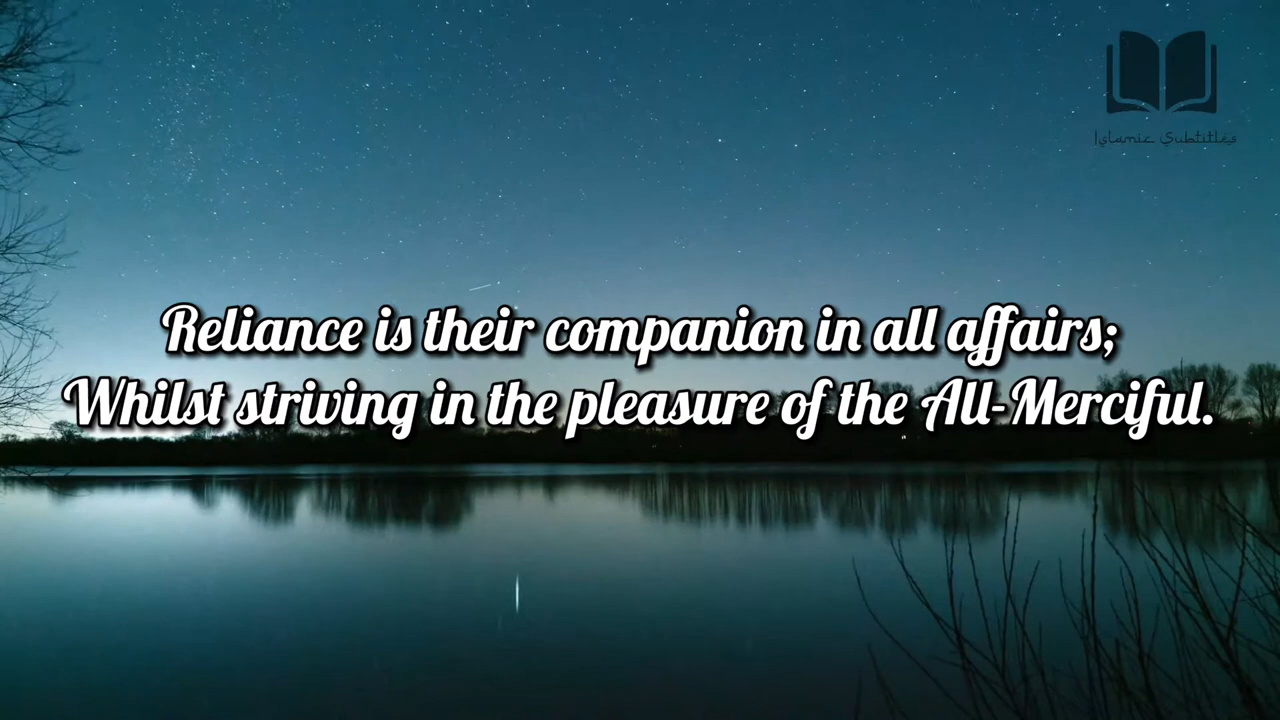 Islamic Subtitles
Reliance is their companion in all affairs;
Whilst striving in the pleasure of the All-Merciful.